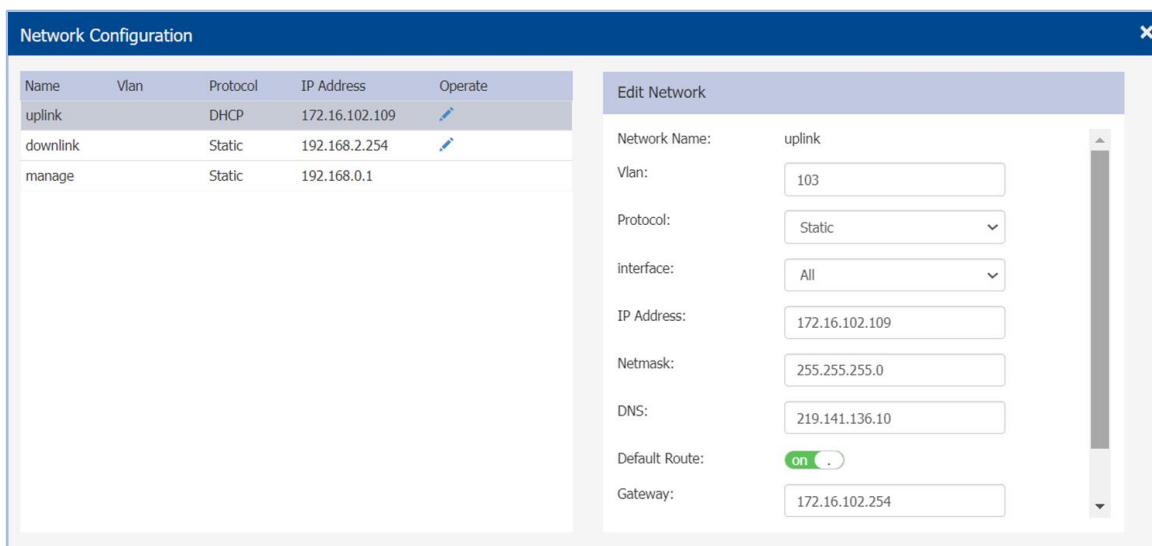 Network Configuration
Name Vlan Protocol IP Address Operate
uplink DHCP 172.16.102.109
downlink Static 192.168.2.254
manage Static 192.168.0.1
Edit Network
Network Name: uplink
Vlan: 103
Protocol: Static
interface: All
IP Address: 172.16.102.109
Netmask: 255.255.255.0
DNS: 219.141.136.10
Default Route: on .
Gateway: 172.16.102.254